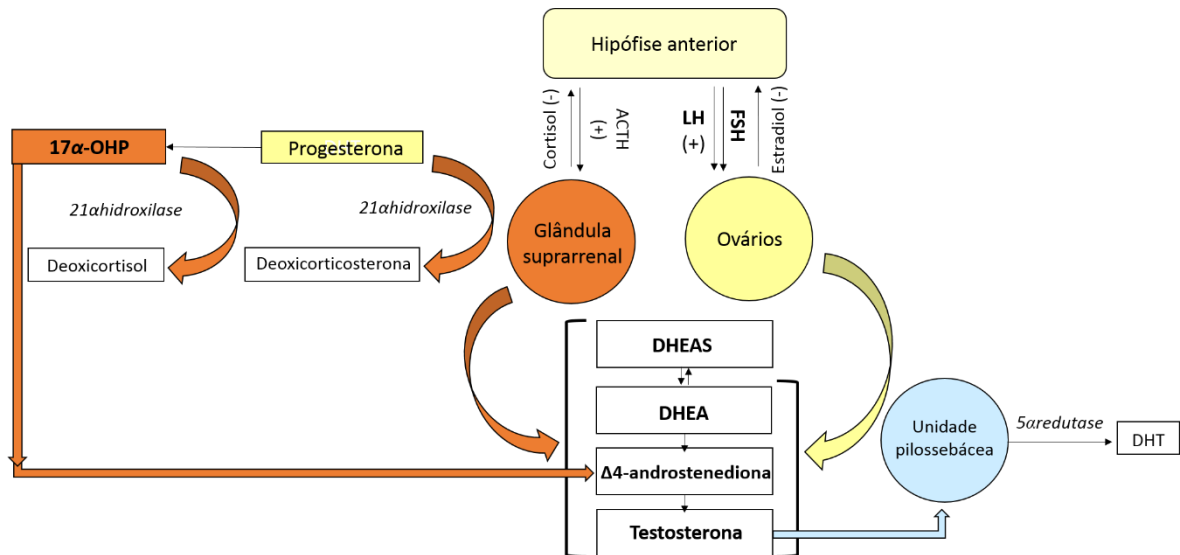 Hipófise anterior
Cortisol (-)
ACTH
(+)
LH
(+)
FSH
Estradiol (-)
17α-OHP
Progesterona
21αhidroxilase
21αhidroxilase
Deoxicortisol
Deoxicorticosterona
Glândula
suprarrenal
Ovários
DHEAS
DHEA
Δ4-androstenediona
Testosterona
Unidade
pilossebácea
5αredutase
DHT